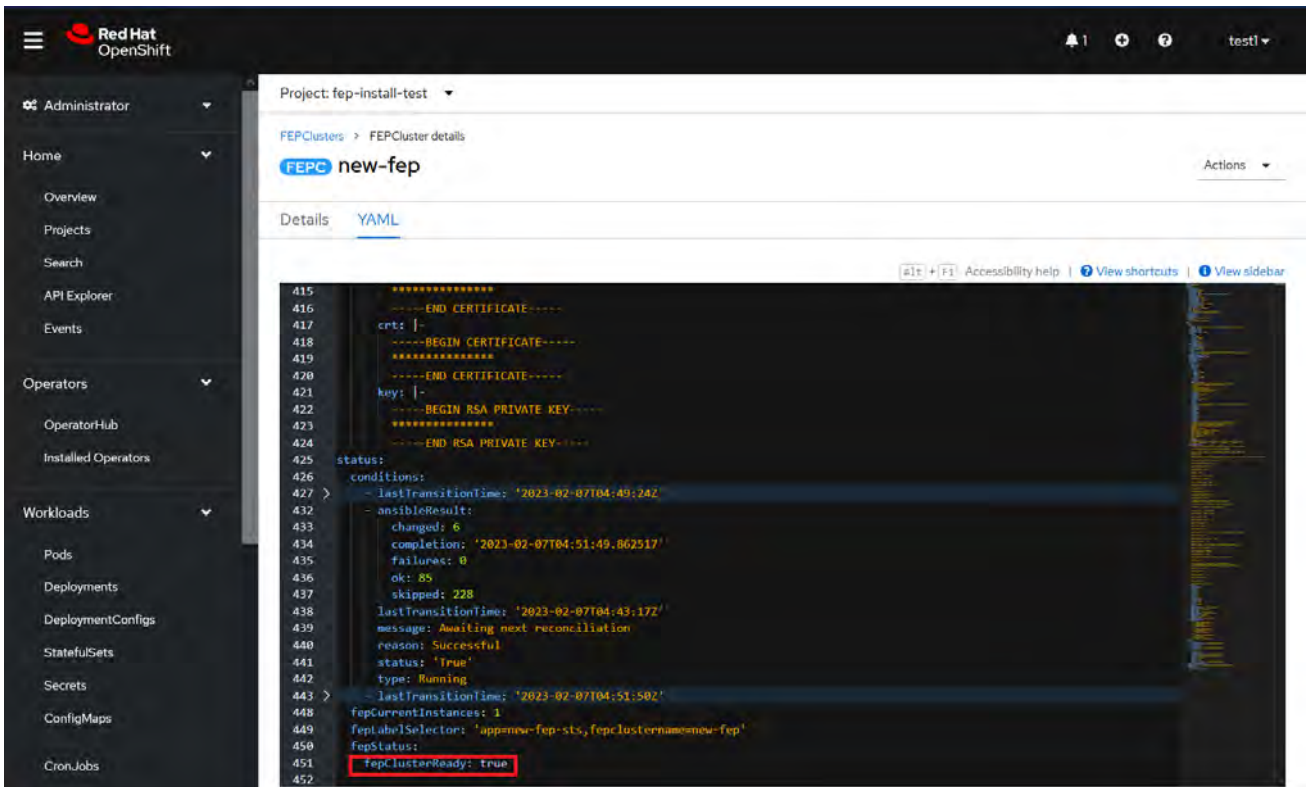 Red Hat
OpenShift
1
test1
Administrator
Home
Overview
Projects
Search
API Explorer
Events
Operators
OperatorHub
Installed Operators
Workloads
Pods
Deployments
DeploymentConfigs
StatefulSets
Secrets
ConfigMaps
CronJobs
Project: fep-install-test
FEPClusters > FEPCluster details
FEPC new-fep
Actions
Details YAML
Alt + F1 Accessibility help | View shortcuts | View sidebar
415 ***************
416 -----END CERTIFICATE-----
417 crt: |-
418 -----BEGIN CERTIFICATE-----
419 ***************
420 -----END CERTIFICATE-----
421 key: |-
422 -----BEGIN RSA PRIVATE KEY-----
423 ***************
424 -----END RSA PRIVATE KEY-----
425 status:
426 conditions:
427 > - lastTransitionTime: '2023-02-07T04:49:24Z'
432 - ansibleResult:
433 changed: 6
434 completion: '2023-02-07T04:51:49.862517'
435 failures: 0
436 ok: 85
437 skipped: 228
438 lastTransitionTime: '2023-02-07T04:43:17Z'
439 message: Awaiting next reconciliation
440 reason: Successful
441 status: 'True'
442 type: Running
443 > - lastTransitionTime: '2023-02-07T04:51:50Z'
448 fepCurrentInstances: 1
449 fepLabelSelector: 'app=new-fep-sts,fepclustername=new-fep'
450 fepStatus:
451 fepClusterReady: true
452